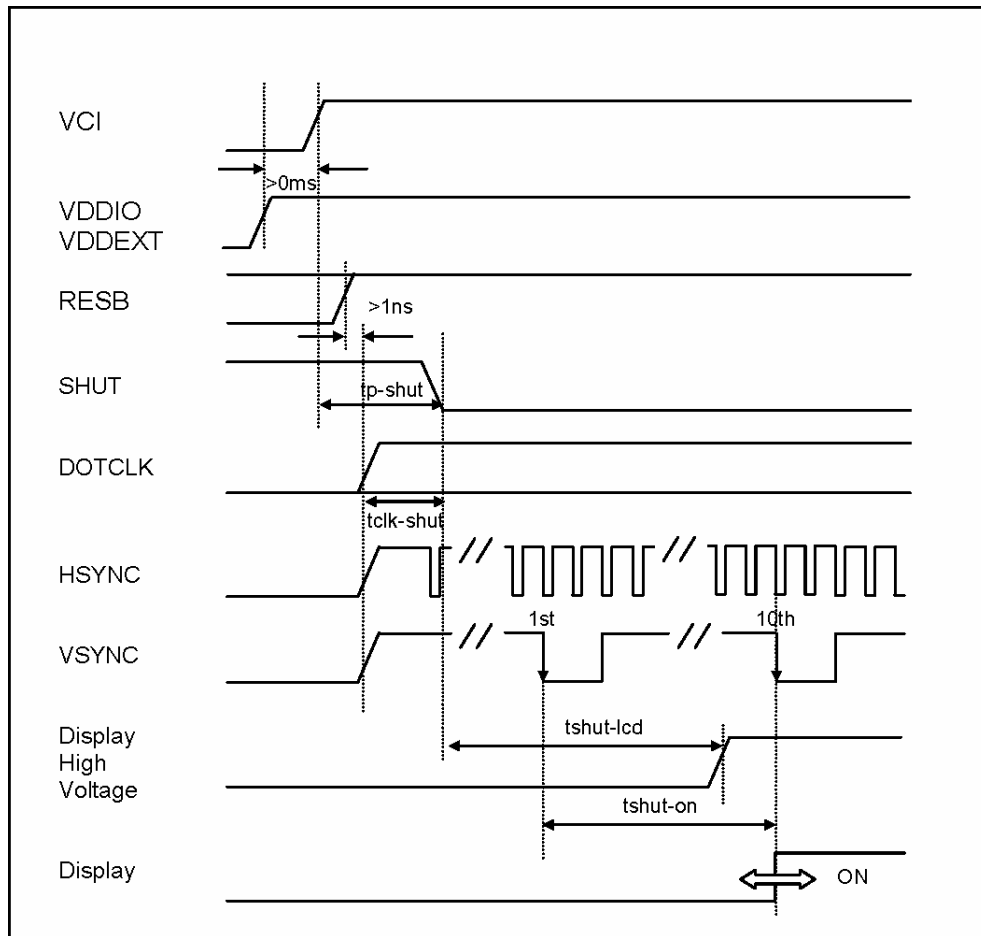 VCI
>0ms
VDDIO
VDDEXT
RESB
>1ns
SHUT
tp-shut
DOTCLK
tclk-shut
HSYNC
1st
10th
VSYNC
Display
High
Voltage
tshut-lcd
tshut-on
Display
ON